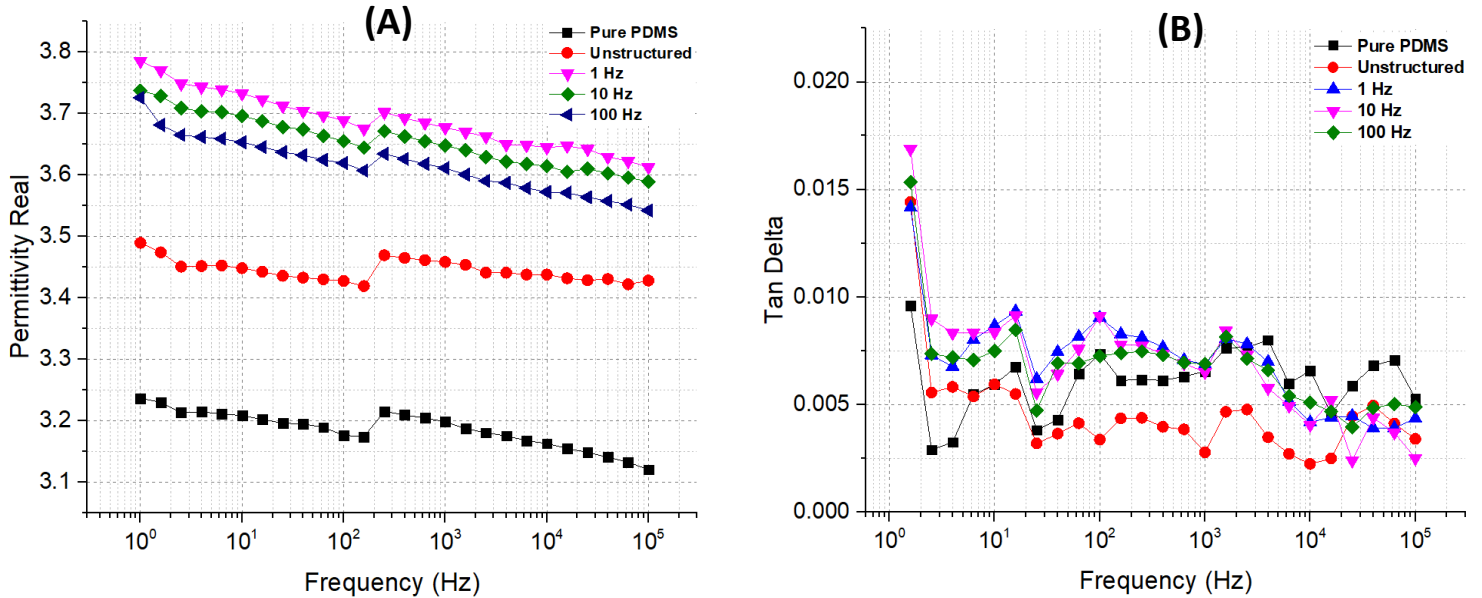 (A)
Pure PDMS
Unstructured
1 Hz
10 Hz
100 Hz
3.8
3.7
3.6
3.5
3.4
3.3
3.2
3.1
Permittivity Real
10⁰ 10¹ 10² 10³ 10⁴ 10⁵
Frequency (Hz)
(B)
Pure PDMS
Unstructured
1 Hz
10 Hz
100 Hz
0.020
0.015
0.010
0.005
0.000
Tan Delta
10⁰ 10¹ 10² 10³ 10⁴ 10⁵
Frequency (Hz)